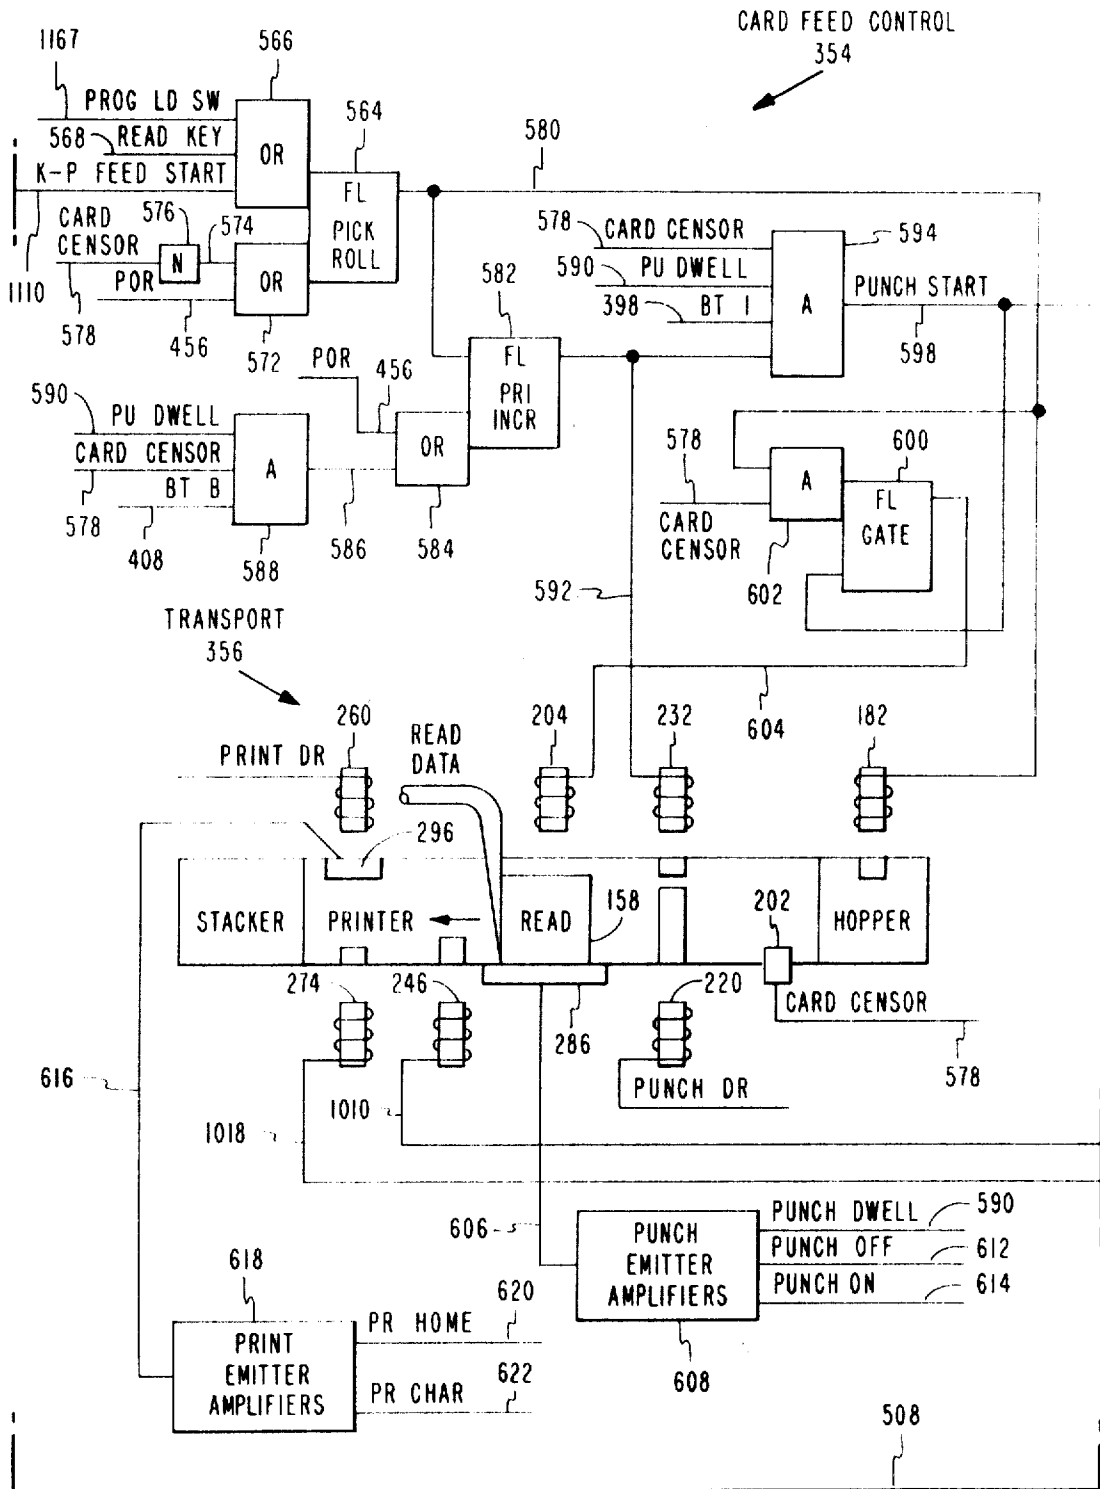 CARD FEED CONTROL
354
1167
566
PROG LD SW
564
568
READ KEY
OR
580
K-P FEED START
FL
PICK
ROLL
CARD
CENSOR
576
574
N
OR
POR
1110
578
456
572
578
CARD CENSOR
594
590
PU DWELL
398
BT 1
A
PUNCH START
598
582
FL
PRI
INCR
POR
456
590
PU DWELL
CARD CENSOR
A
OR
578
BT B
408
588
586
584
578
600
A
FL
GATE
CARD
CENSOR
602
592
TRANSPORT
356
604
260
READ
DATA
204
232
182
PRINT DR
296
STACKER
PRINTER
READ
158
202
HOPPER
274
246
286
220
CARD CENSOR
578
616
1010
PUNCH DR
1018
606
PUNCH
EMITTER
AMPLIFIERS
PUNCH DWELL
590
PUNCH OFF
612
PUNCH ON
614
608
618
PRINT
EMITTER
AMPLIFIERS
PR HOME
620
PR CHAR
622
508